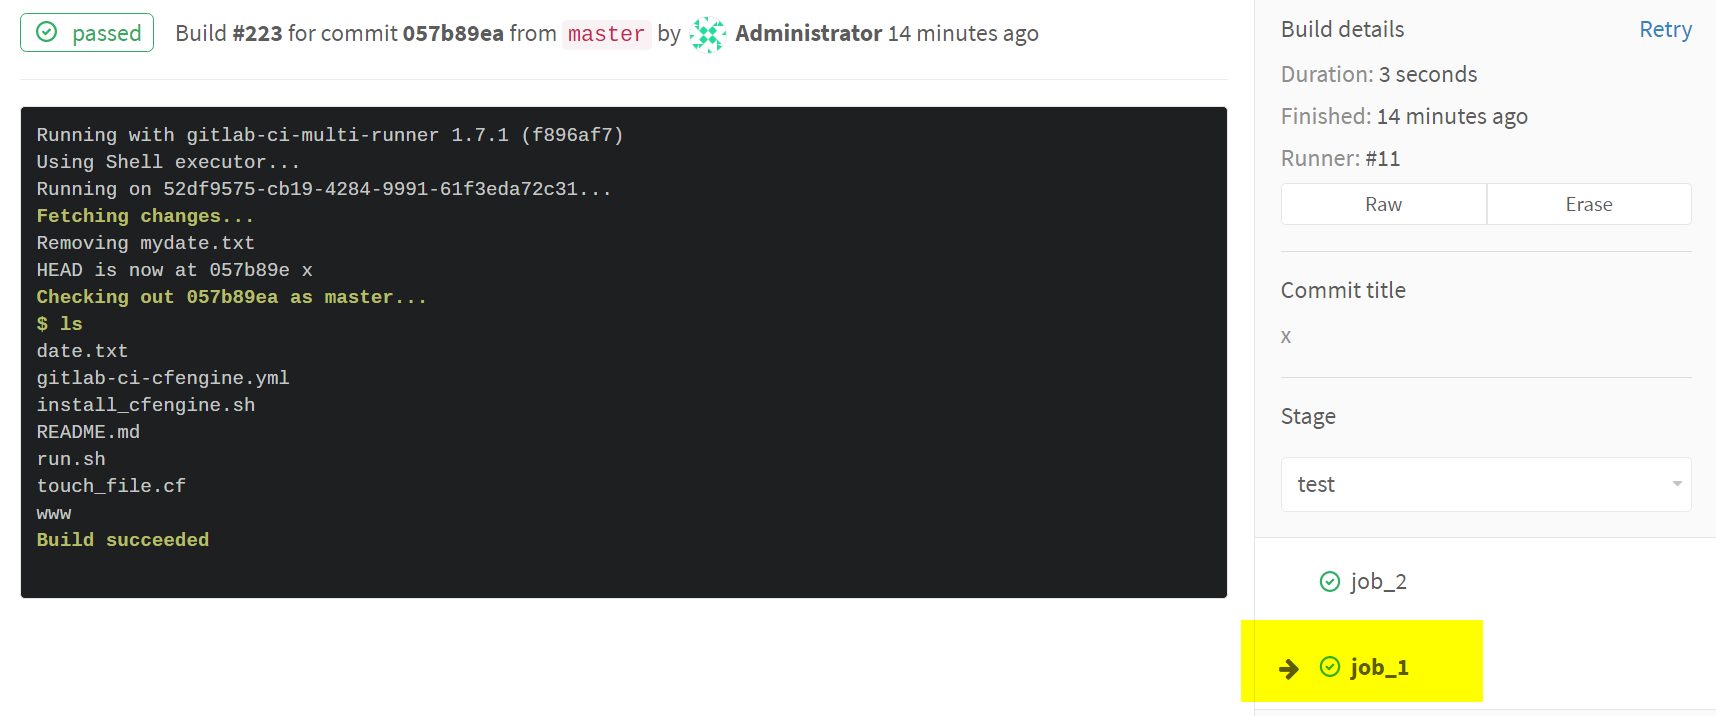 passed Build #223 for commit 057b89ea from master by Administrator 14 minutes ago
Running with gitlab-ci-multi-runner 1.7.1 (f896af7)
Using Shell executor...
Running on 52df9575-cb19-4284-9991-61f3eda72c31...
Fetching changes...
Removing mydate.txt
HEAD is now at 057b89e x
Checking out 057b89ea as master...
$ ls
date.txt
gitlab-ci-cfengine.yml
install_cfengine.sh
README.md
run.sh
touch_file.cf
www
Build succeeded
Build details Retry
Duration: 3 seconds
Finished: 14 minutes ago
Runner: #11
Raw Erase
Commit title
x
Stage
test
job_2
job_1